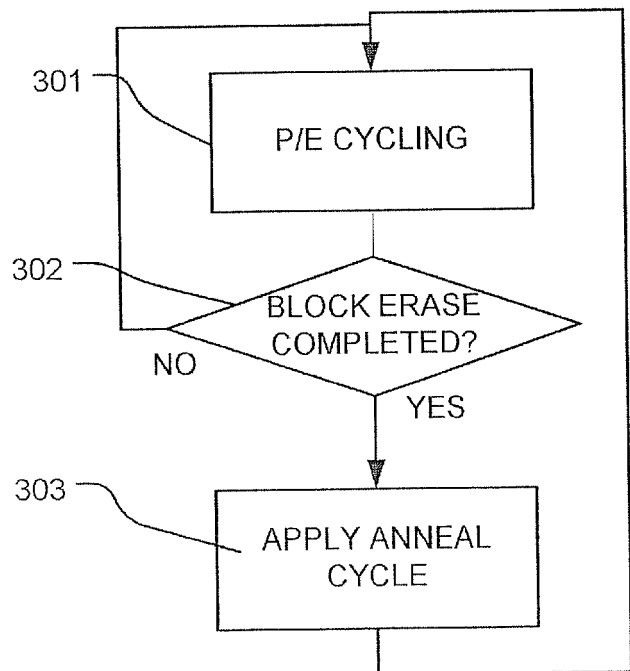 301
P/E CYCLING
302
BLOCK ERASE
COMPLETED?
NO
YES
303
APPLY ANNEAL
CYCLE